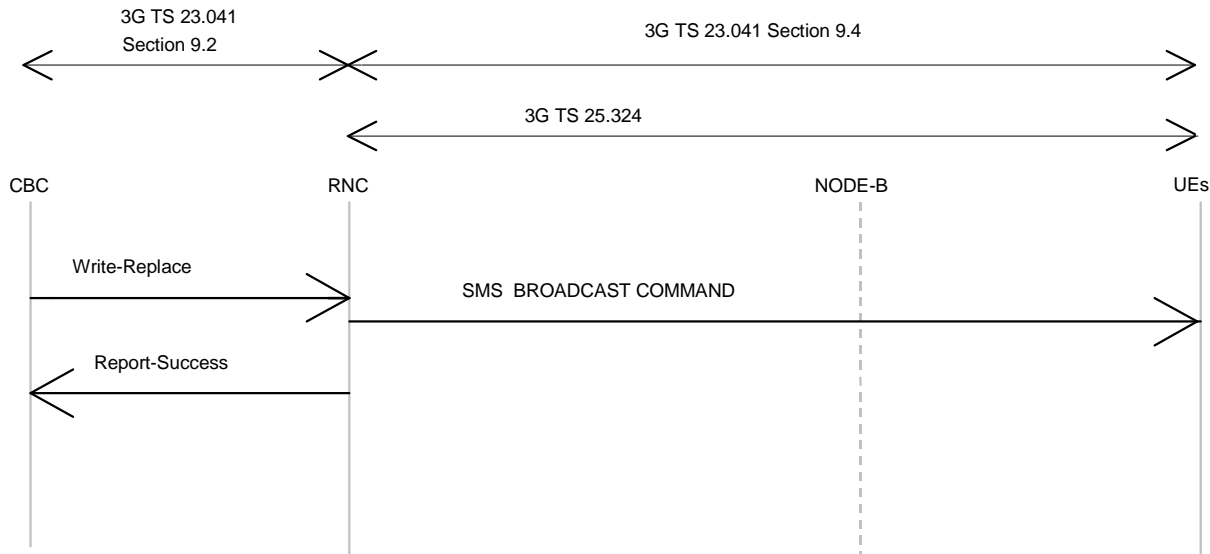 3G TS 23.041
Section 9.2
3G TS 23.041 Section 9.4
3G TS 25.324
CBC
RNC
NODE-B
UEs
Write-Replace
SMS BROADCAST COMMAND
Report-Success